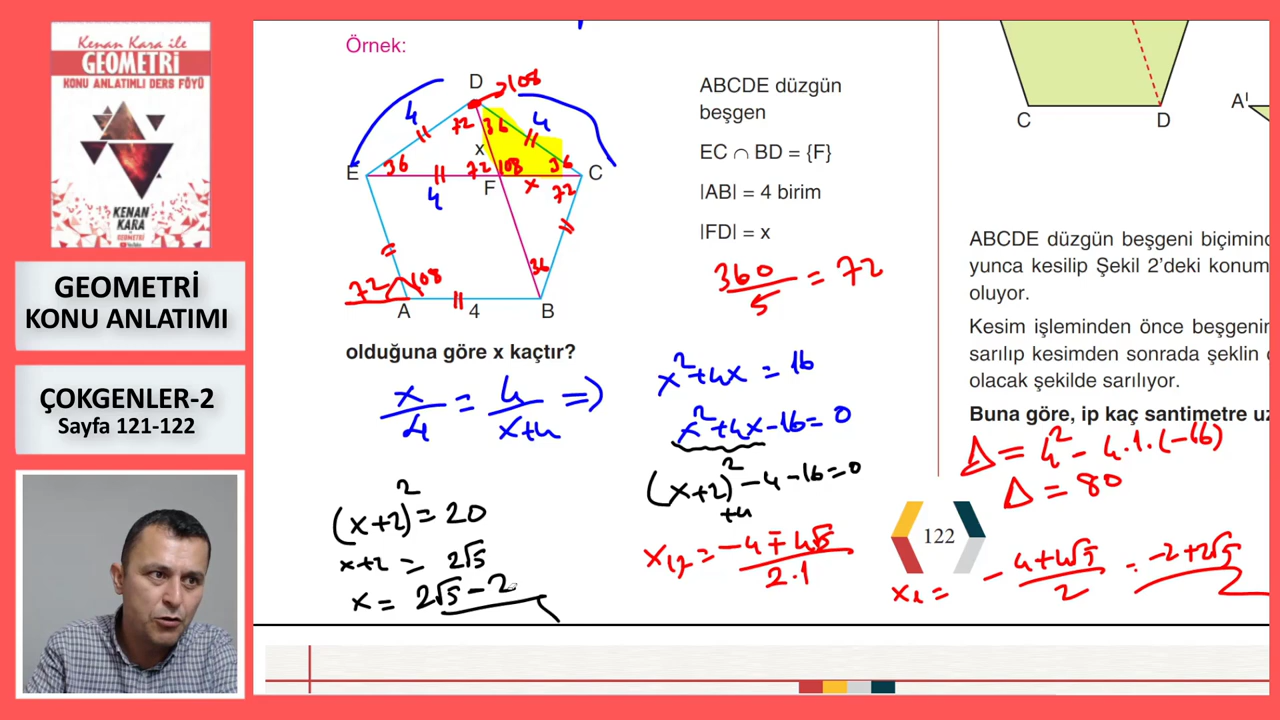 Kenan Kara ile
GEOMETRİ
KONU ANLATIMLI DERS FÖYÜ
KENAN
KARA
GEOMETRİ
KONU ANLATIMI
ÇOKGENLER-2
Sayfa 121-122
Örnek:
D
108
4
72
36
4
x
E
36
72
108
36
C
4
F
x
72
36
72
108
A
4
B
ABCDE düzgün
beşgen
EC ∩ BD = {F}
|AB| = 4 birim
|FD| = x
360/5 = 72
olduğuna göre x kaçtır?
x/4 = 4/(x+4) ⇒
x²+4x = 16
x²+4x-16=0
(x+2)²-4-16=0
+4
(x+2)² = 20
x+2 = 2√5
x = 2√5-2
x₁,₂ = (-4∓4√5)/(2.1)
C
D
A'
ABCDE düzgün beşgeni biçimind
yunca kesilip Şekil 2'deki konum
oluyor.
Kesim işleminden önce beşgenin
sarılıp kesimden sonrada şeklin
olacak şekilde sarılıyor.
Buna göre, ip kaç santimetre uz
Δ = 4² - 4.1.(-16)
Δ = 80
122
x₁ = (-4+4√5)/2 = -2+2√5